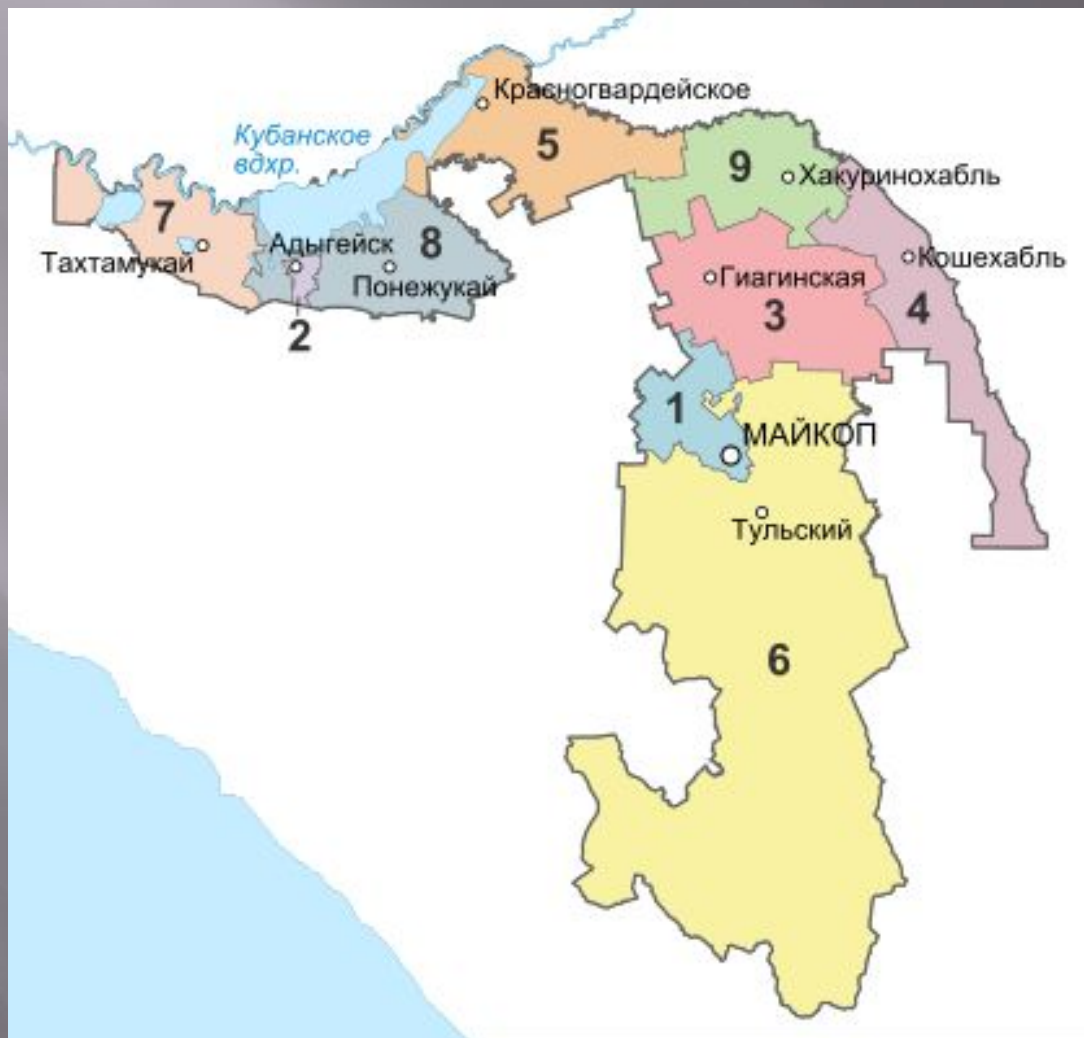 Красногвардейское
Кубанское
вдхр.
5
9
Хакуринохабль
7
Адыгейск
8
Тахтамукай
Понежукай
Кошехабль
Гиагинская
3
4
2
1
МАЙКОП
Тульский
6